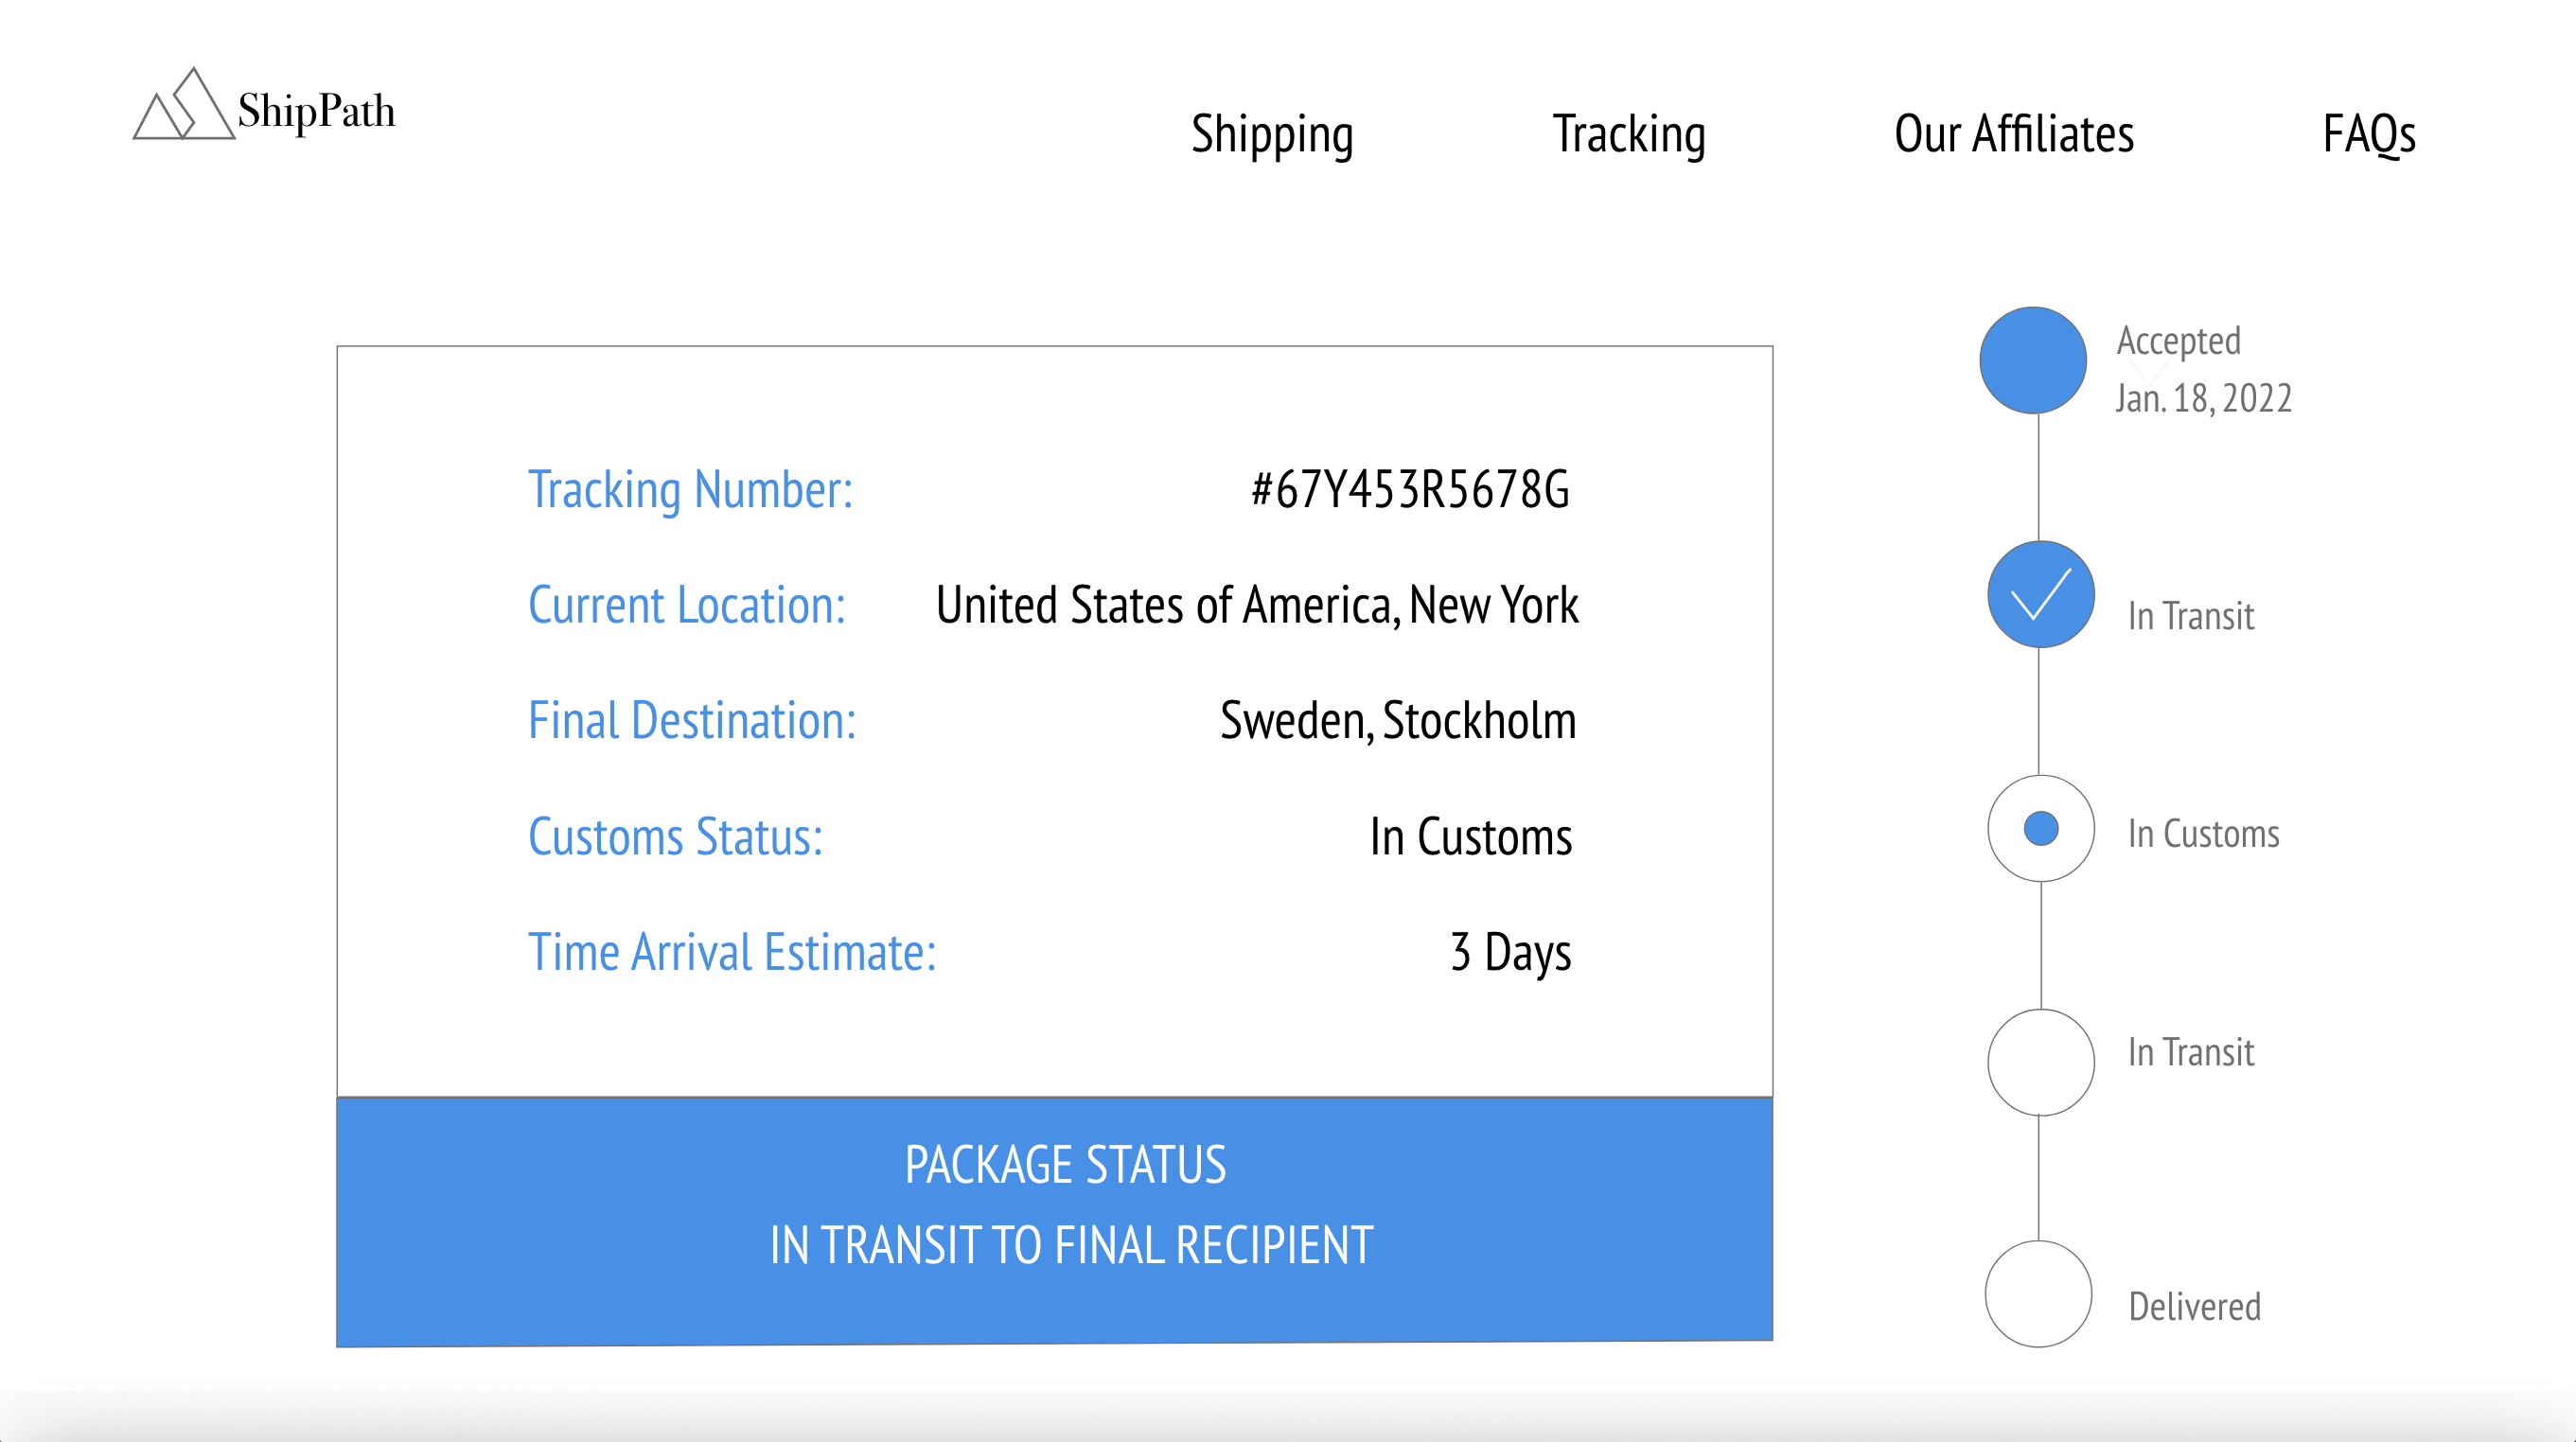 ShipPath
Shipping Tracking Our Affiliates FAQs
Tracking Number: #67Y453R5678G
Current Location: United States of America, New York
Final Destination: Sweden, Stockholm
Customs Status: In Customs
Time Arrival Estimate: 3 Days
PACKAGE STATUS
IN TRANSIT TO FINAL RECIPIENT
Accepted
Jan. 18, 2022
In Transit
In Customs
In Transit
Delivered